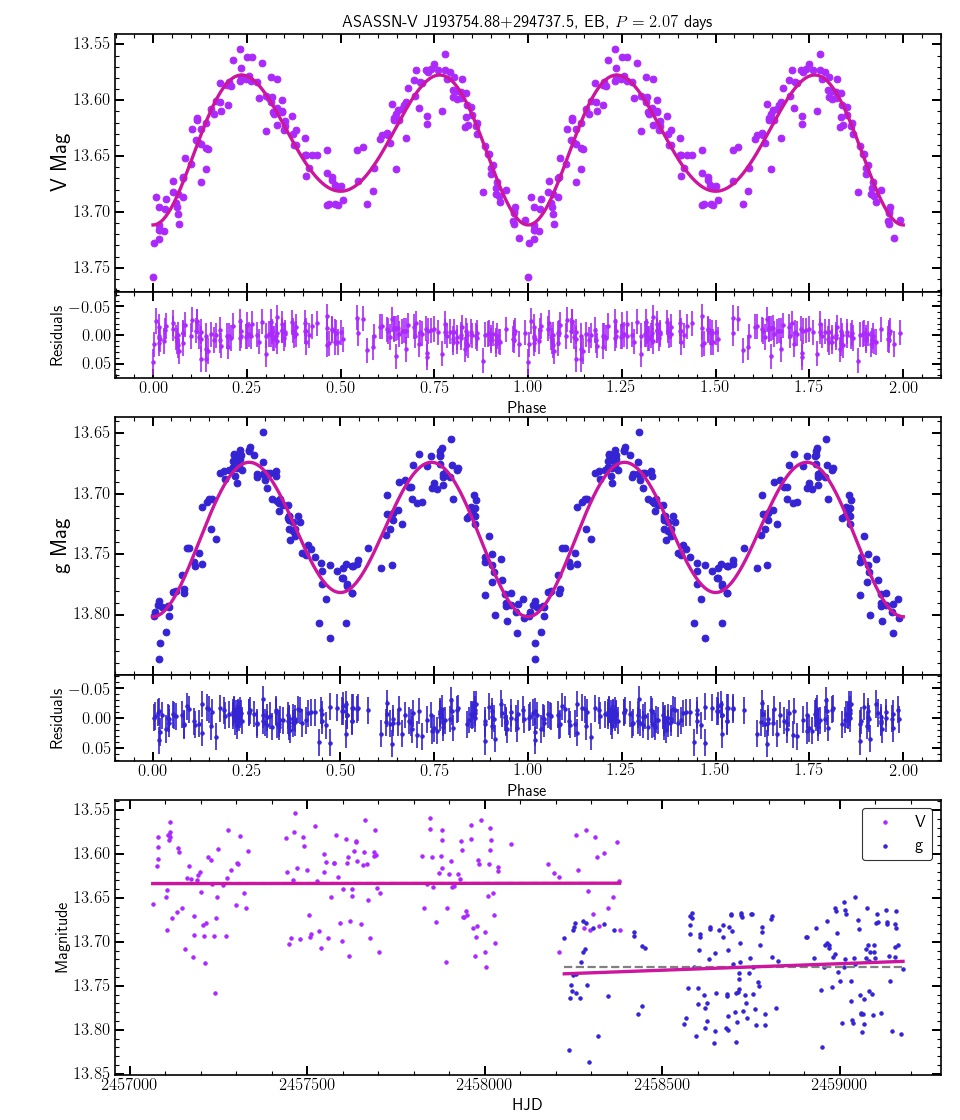 ASASSN-V J193754.88+294737.5, EB, P = 2.07 days
13.55
13.60
13.65
13.70
13.75
V Mag
−0.05
0.00
0.05
Residuals
0.00 0.25 0.50 0.75 1.00 1.25 1.50 1.75 2.00
Phase
13.65
13.70
13.75
13.80
g Mag
−0.05
0.00
0.05
Residuals
0.00 0.25 0.50 0.75 1.00 1.25 1.50 1.75 2.00
Phase
13.55
13.60
13.65
13.70
13.75
13.80
13.85
Magnitude
V
g
2457000 2457500 2458000 2458500 2459000
HJD